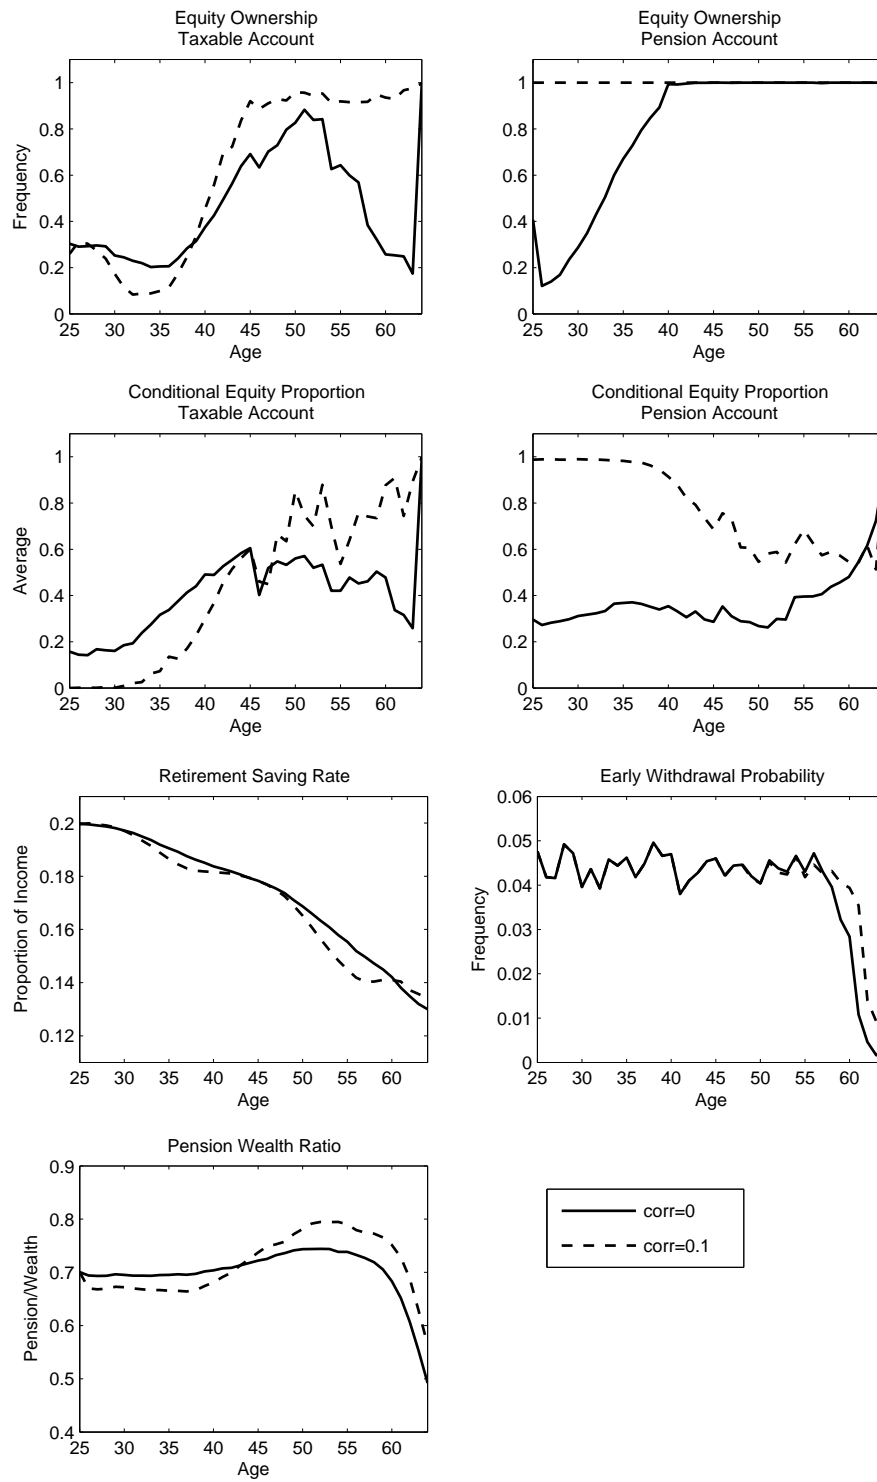 Equity Ownership
Taxable Account
Frequency
1
0.8
0.6
0.4
0.2
0
25 30 35 40 45 50 55 60
Age
Equity Ownership
Pension Account
1
0.8
0.6
0.4
0.2
0
25 30 35 40 45 50 55 60
Age
Conditional Equity Proportion
Taxable Account
Average
1
0.8
0.6
0.4
0.2
0
25 30 35 40 45 50 55 60
Age
Conditional Equity Proportion
Pension Account
1
0.8
0.6
0.4
0.2
0
25 30 35 40 45 50 55 60
Age
Retirement Saving Rate
Proportion of Income
0.2
0.18
0.16
0.14
0.12
25 30 35 40 45 50 55 60
Age
Early Withdrawal Probability
Frequency
0.06
0.05
0.04
0.03
0.02
0.01
0
25 30 35 40 45 50 55 60
Age
Pension Wealth Ratio
Pension/Wealth
0.9
0.8
0.7
0.6
0.5
0.4
25 30 35 40 45 50 55 60
Age
corr=0
corr=0.1